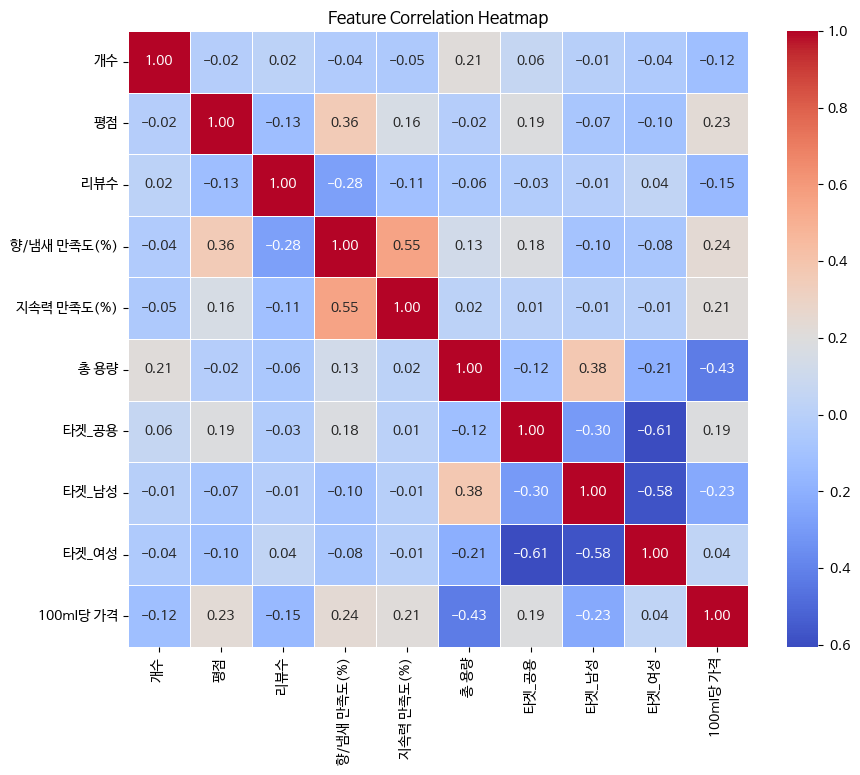 Feature Correlation Heatmap
개수 1.00 −0.02 0.02 −0.04 −0.05 0.21 0.06 −0.01 −0.04 −0.12
평점 −0.02 1.00 −0.13 0.36 0.16 −0.02 0.19 −0.07 −0.10 0.23
리뷰수 0.02 −0.13 1.00 −0.28 −0.11 −0.06 −0.03 −0.01 0.04 −0.15
향/냄새 만족도(%) −0.04 0.36 −0.28 1.00 0.55 0.13 0.18 −0.10 −0.08 0.24
지속력 만족도(%) −0.05 0.16 −0.11 0.55 1.00 0.02 0.01 −0.01 −0.01 0.21
총 용량 0.21 −0.02 −0.06 0.13 0.02 1.00 −0.12 0.38 −0.21 −0.43
타겟_공용 0.06 0.19 −0.03 0.18 0.01 −0.12 1.00 −0.30 −0.61 0.19
타겟_남성 −0.01 −0.07 −0.01 −0.10 −0.01 0.38 −0.30 1.00 −0.58 −0.23
타겟_여성 −0.04 −0.10 0.04 −0.08 −0.01 −0.21 −0.61 −0.58 1.00 0.04
100ml당 가격 −0.12 0.23 −0.15 0.24 0.21 −0.43 0.19 −0.23 0.04 1.00
개수
평점
리뷰수
향/냄새 만족도(%)
지속력 만족도(%)
총 용량
타겟_공용
타겟_남성
타겟_여성
100ml당 가격
1.0
0.8
0.6
0.4
0.2
0.0
0.2
0.4
0.6